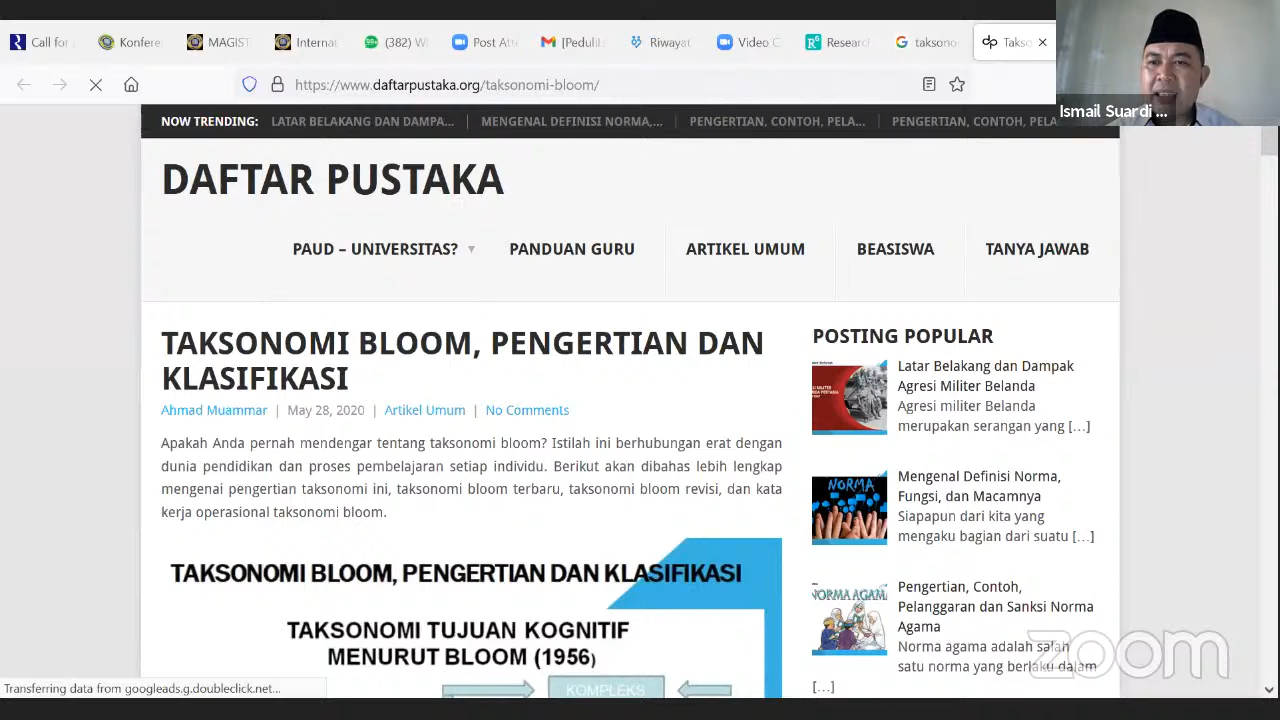 Call for
Konfere
MAGIST
Internat
(382) W
Post Atte
[Peduli
Riwayat
Video C
Researc
taksono
Takso
https://www.daftarpustaka.org/taksonomi-bloom/
Ismail Suardi ...
NOW TRENDING:
LATAR BELAKANG DAN DAMPA...
MENGENAL DEFINISI NORMA,...
PENGERTIAN, CONTOH, PELA...
PENGERTIAN, CONTOH, PELA
DAFTAR PUSTAKA
PAUD – UNIVERSITAS?
PANDUAN GURU
ARTIKEL UMUM
BEASISWA
TANYA JAWAB
TAKSONOMI BLOOM, PENGERTIAN DAN
KLASIFIKASI
Ahmad Muammar | May 28, 2020 | Artikel Umum | No Comments
Apakah Anda pernah mendengar tentang taksonomi bloom? Istilah ini berhubungan erat dengan
dunia pendidikan dan proses pembelajaran setiap individu. Berikut akan dibahas lebih lengkap
mengenai pengertian taksonomi ini, taksonomi bloom terbaru, taksonomi bloom revisi, dan kata
kerja operasional taksonomi bloom.
TAKSONOMI BLOOM, PENGERTIAN DAN KLASIFIKASI
TAKSONOMI TUJUAN KOGNITIF
MENURUT BLOOM (1956)
KOMPLEKS
POSTING POPULAR
Latar Belakang dan Dampak
Agresi Militer Belanda
Agresi militer Belanda
merupakan serangan yang [...]
NORMA
Mengenal Definisi Norma,
Fungsi, dan Macamnya
Siapapun dari kita yang
mengaku bagian dari suatu [...]
NORMA AGAMA
Pengertian, Contoh,
Pelanggaran dan Sanksi Norma
Agama
Norma agama adalah salah
satu norma yang berlaku dalam
[...]
zoom
Transferring data from googleads.g.doubleclick.net...